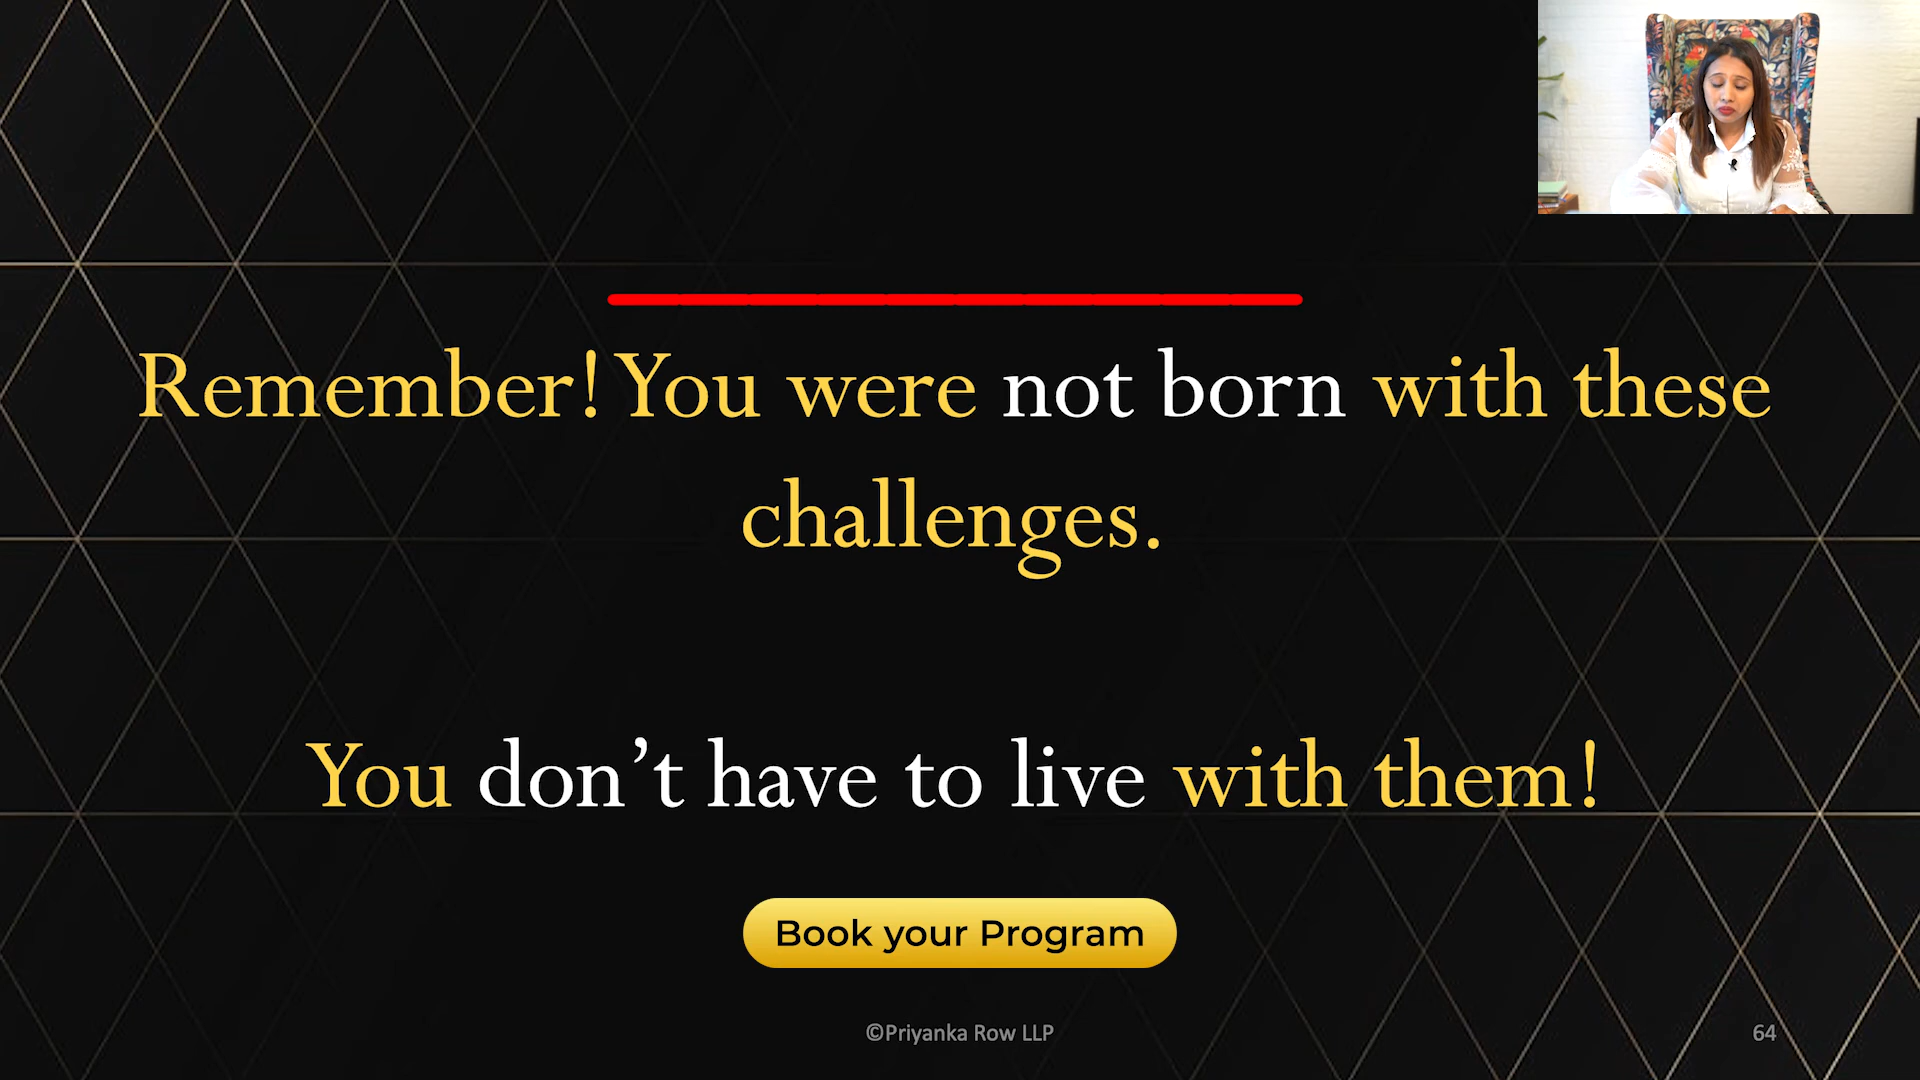 Remember! You were not born with these
challenges.
You don’t have to live with them!
Book your Program
©Priyanka Row LLP
64